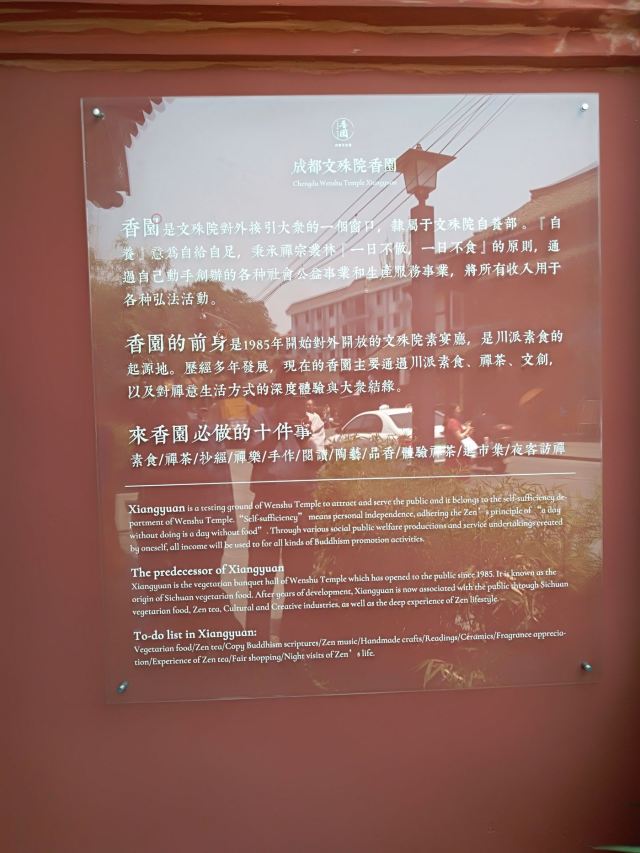 香園
成都文殊院香園
Chengdu Wenshu Temple Xiangyuan
香園是文殊院對外接引大衆的一個窗口，隸屬于文殊院自養部。『自
養』意爲自給自足，秉承禪宗叢林『一日不做，一日不食』的原則，通
過自己動手創辦的各种社會公益事業和生産服務事業，將所有收入用于
各种弘法活動。
香園的前身是1985年開始對外開放的文殊院素宴廳，是川派素食的
起源地。歷經多年發展，現在的香園主要通過川派素食、禪茶、文創，
以及對禪意生活方式的深度體驗與大衆結緣。
來香園必做的十件事
素食/禪茶/抄經/禪樂/手作/閱讀/陶藝/品香/體驗禪茶/逛市集/夜客訪禪
Xiangyuan is a testing ground of Wenshu Temple to attract and serve the public and it belongs to the self-sufficiency de-
partment of Wenshu Temple. “Self-sufficiency” means personal independence, adhering the Zen’s principle of “a day
without doing is a day without food”. Through various social public welfare productions and service undertakings created
by oneself, all income will be used to for all kinds of Buddhism promotion activities.
The predecessor of Xiangyuan
Xiangyuan is the vegetarian banquet hall of Wenshu Temple which has opened to the public since 1985. It is known as the
origin of Sichuan vegetarian food. After years of development, Xiangyuan is now associated with the public through Sichuan
vegetarian food, Zen tea, Cultural and Creative industries, as well as the deep experience of Zen lifestyle.
To-do list in Xiangyuan:
Vegetarian food/Zen tea/Copy Buddhism scriptures/Zen music/Handmade crafts/Readings/Ceramics/Fragrance apprecia-
tion/Experience of Zen tea/Fair shopping/Night visits of Zen’s life.